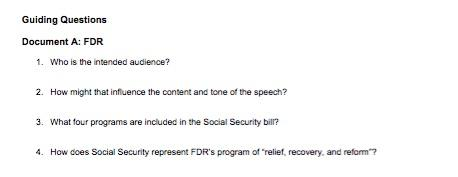 Guiding Questions
Document A: FDR
1. Who is the intended audience?
2. How might that influence the content and tone of the speech?
3. What four programs are included in the Social Security bill?
4. How does Social Security represent FDR's program of "relief, recovery, and reform"?